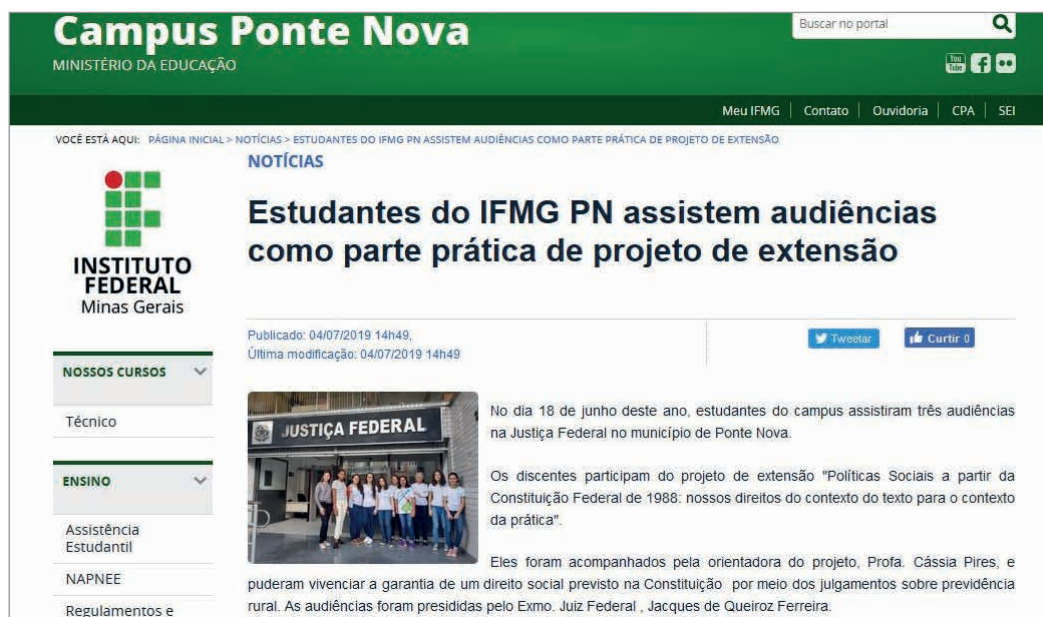 Campus Ponte Nova
MINISTÉRIO DA EDUCAÇÃO
Buscar no portal
You
Tube
Meu IFMG | Contato | Ouvidoria | CPA | SEI
VOCÊ ESTÁ AQUI: PÁGINA INICIAL > NOTÍCIAS > ESTUDANTES DO IFMG PN ASSISTEM AUDIÊNCIAS COMO PARTE PRÁTICA DE PROJETO DE EXTENSÃO
INSTITUTO
FEDERAL
Minas Gerais
NOSSOS CURSOS
Técnico
ENSINO
Assistência
Estudantil
NAPNEE
Regulamentos e
NOTÍCIAS
Estudantes do IFMG PN assistem audiências
como parte prática de projeto de extensão
Publicado: 04/07/2019 14h49,
Última modificação: 04/07/2019 14h49
Tweetar
Curtir 0
JUSTIÇA FEDERAL
No dia 18 de junho deste ano, estudantes do campus assistiram três audiências
na Justiça Federal no município de Ponte Nova.
Os discentes participam do projeto de extensão "Políticas Sociais a partir da
Constituição Federal de 1988: nossos direitos do contexto do texto para o contexto
da prática".
Eles foram acompanhados pela orientadora do projeto, Profa. Cássia Pires, e
puderam vivenciar a garantia de um direito social previsto na Constituição por meio dos julgamentos sobre previdência
rural. As audiências foram presididas pelo Exmo. Juiz Federal , Jacques de Queiroz Ferreira.